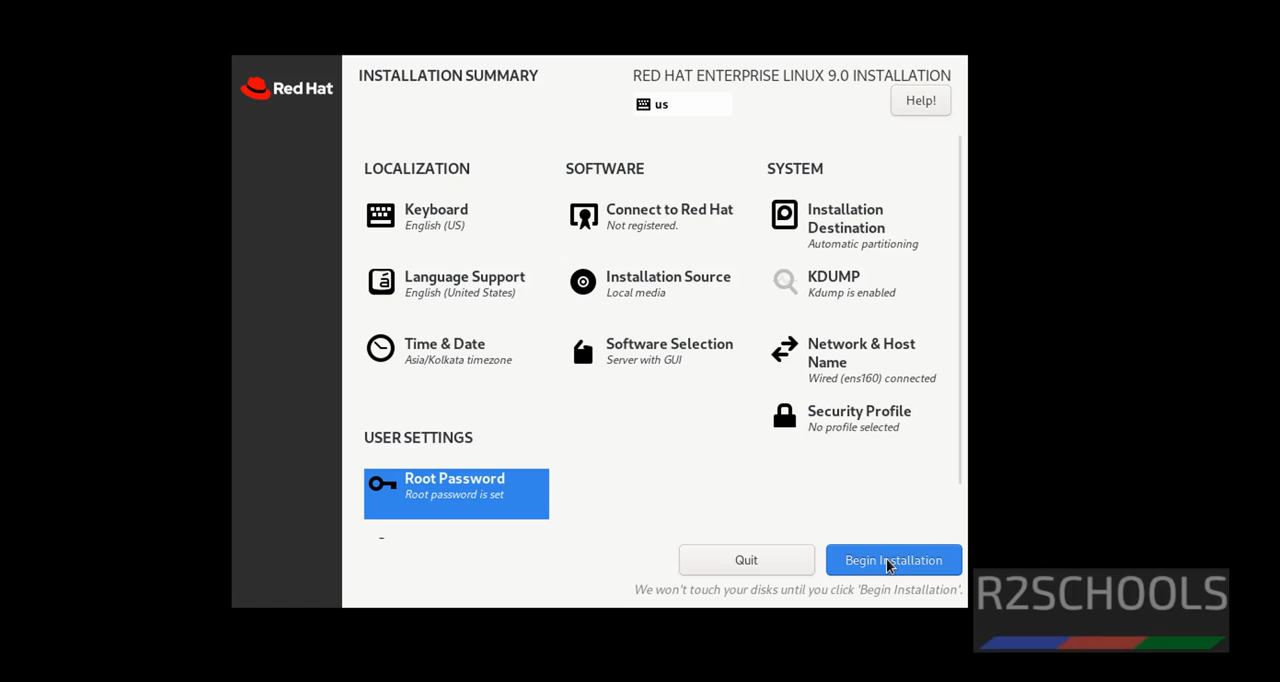 Red Hat
INSTALLATION SUMMARY
RED HAT ENTERPRISE LINUX 9.0 INSTALLATION
us
Help!
LOCALIZATION
Keyboard
English (US)
Language Support
English (United States)
Time & Date
Asia/Kolkata timezone
SOFTWARE
Connect to Red Hat
Not registered.
Installation Source
Local media
Software Selection
Server with GUI
SYSTEM
Installation
Destination
Automatic partitioning
KDUMP
Kdump is enabled
Network & Host
Name
Wired (ens160) connected
Security Profile
No profile selected
USER SETTINGS
Root Password
Root password is set
Quit
Begin Installation
We won't touch your disks until you click 'Begin Installation'.
R2SCHOOLS